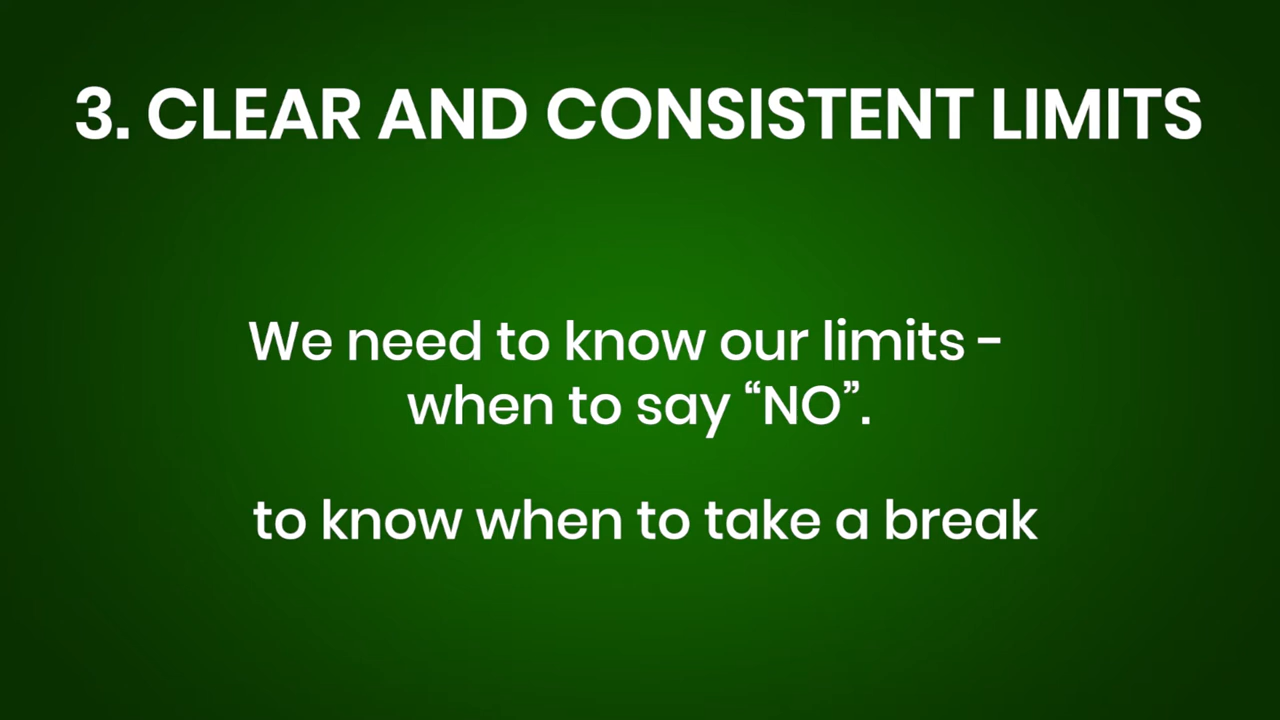 3. CLEAR AND CONSISTENT LIMITS
We need to know our limits -
when to say “NO”.
to know when to take a break